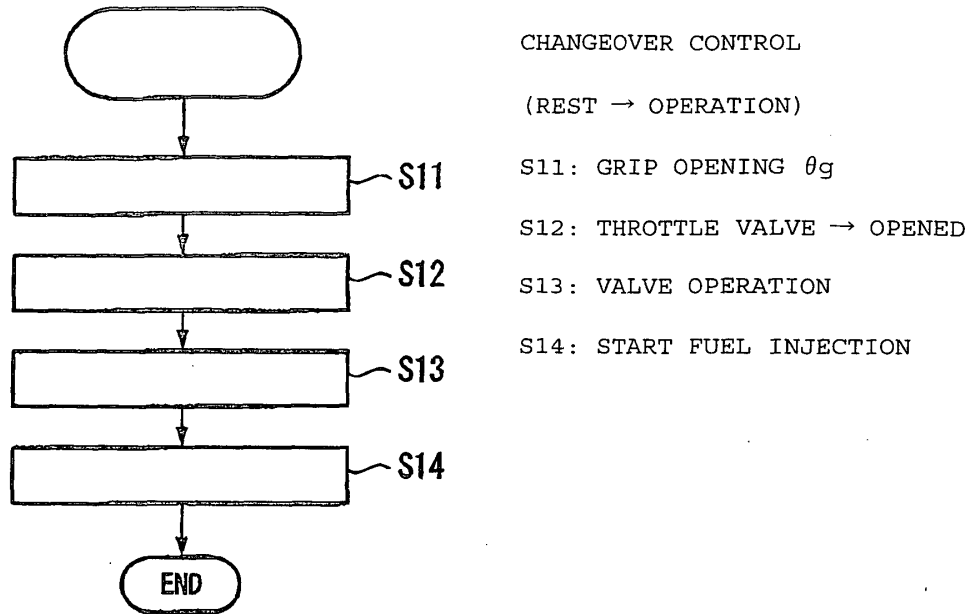 CHANGEOVER CONTROL
(REST → OPERATION)
S11: GRIP OPENING θg
S12: THROTTLE VALVE → OPENED
S13: VALVE OPERATION
S14: START FUEL INJECTION
S11
S12
S13
S14
END